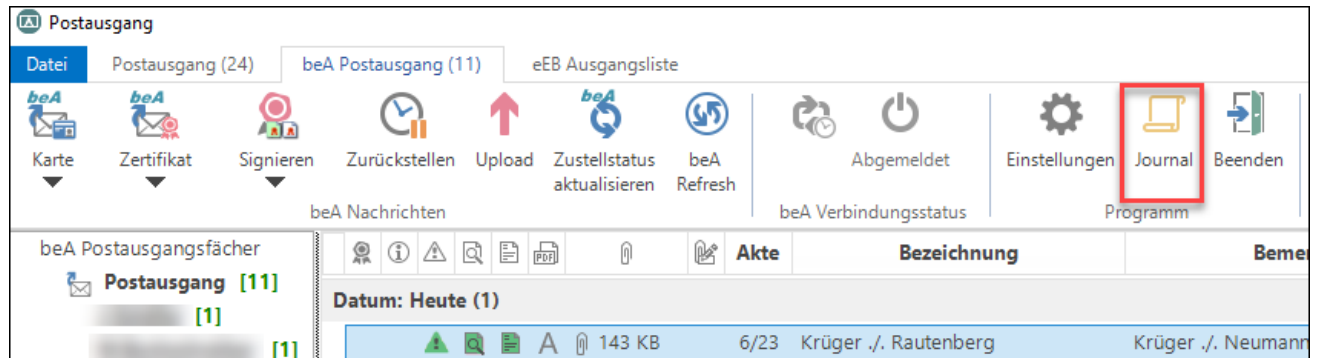 Postausgang
Datei Postausgang (24) beA Postausgang (11) eEB Ausgangsliste
beA beA beA
Karte Zertifikat Signieren Zurückstellen Upload Zustellstatus beA Abgemeldet Einstellungen Journal Beenden
aktualisieren Refresh
beA Nachrichten beA Verbindungsstatus Programm
beA Postausgangsfächer PDF Akte Bezeichnung Bemer
Postausgang [11]
Datum: Heute (1)
[1]
A 143 KB 6/23 Krüger ./. Rautenberg Krüger ./. Neumann
[1]